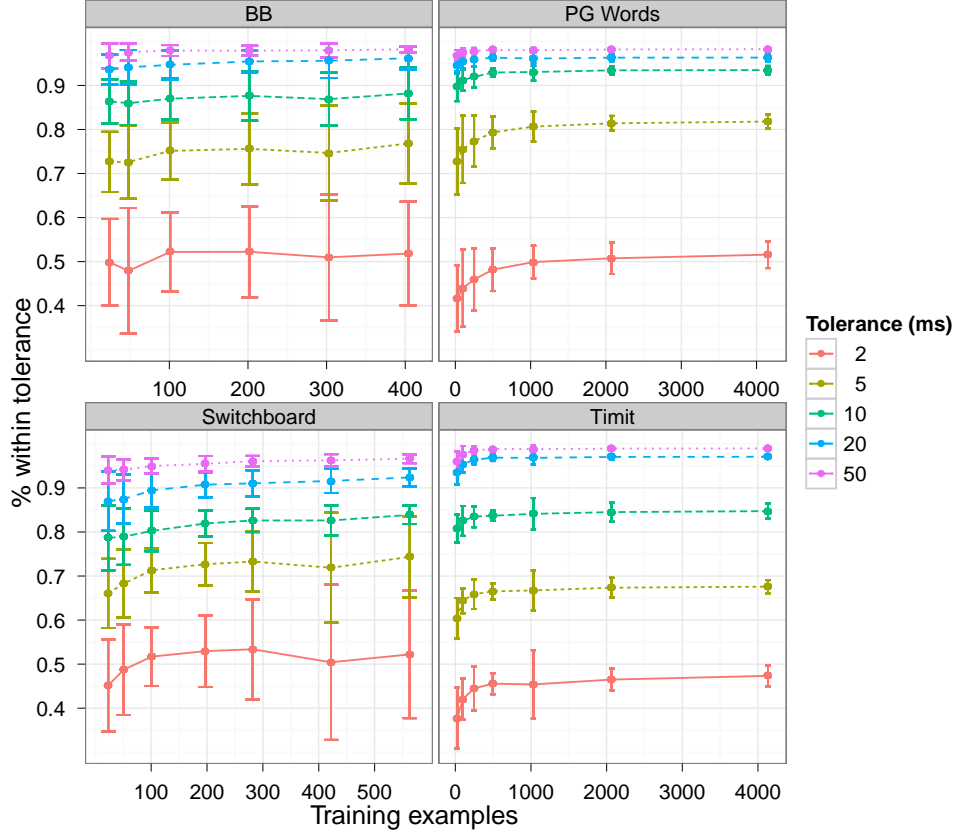 BB
PG Words
0.9
0.8
0.7
0.6
0.5
0.4
100 200 300 400
0 1000 2000 3000 4000
Switchboard
Timit
0.9
0.8
0.7
0.6
0.5
0.4
100 200 300 400 500
0 1000 2000 3000 4000
% within tolerance
Training examples
Tolerance (ms)
2
5
10
20
50